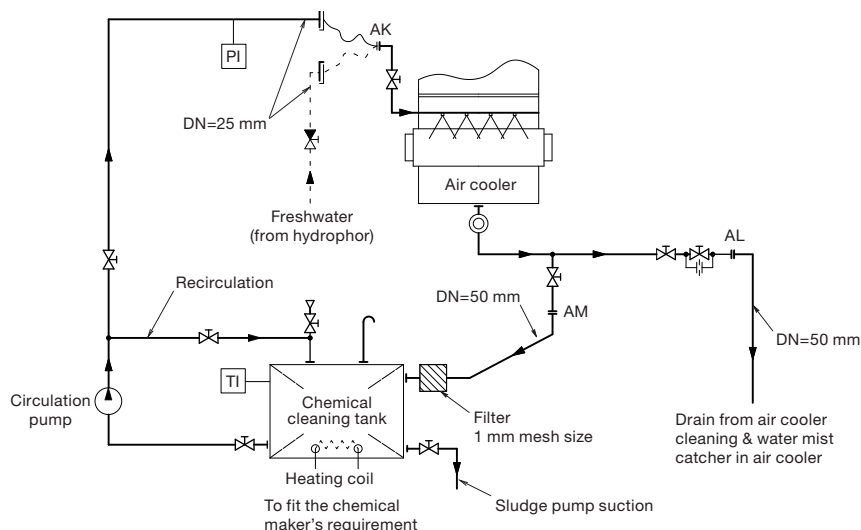 AK
PI
DN=25 mm
Air cooler
Freshwater
(from hydrophor)
AL
Recirculation
DN=50 mm
AM
DN=50 mm
TI
Chemical
cleaning tank
Circulation
pump
Filter
1 mm mesh size
Drain from air cooler
cleaning & water mist
catcher in air cooler
Heating coil
To fit the chemical
maker's requirement
Sludge pump suction